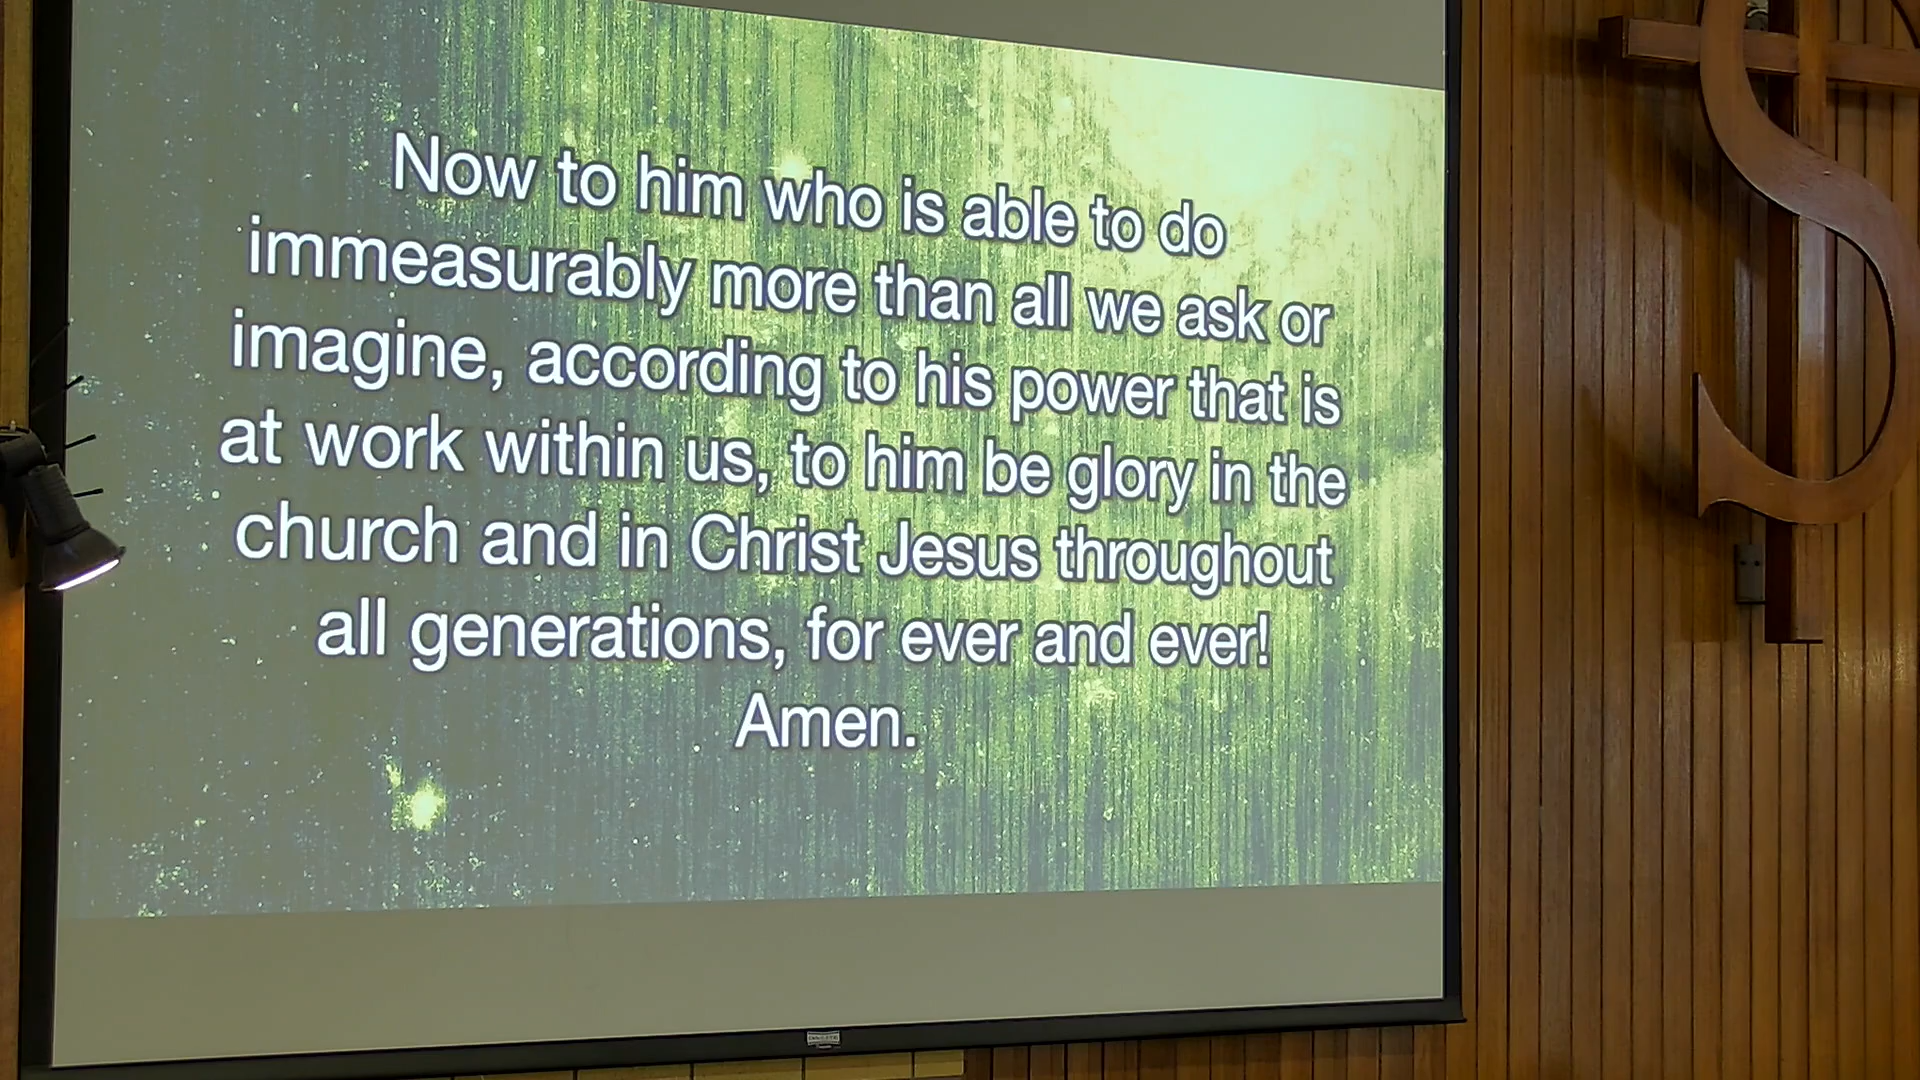 Now to him who is able to do
immeasurably more than all we ask or
imagine, according to his power that is
at work within us, to him be glory in the
church and in Christ Jesus throughout
all generations, for ever and ever!
Amen.